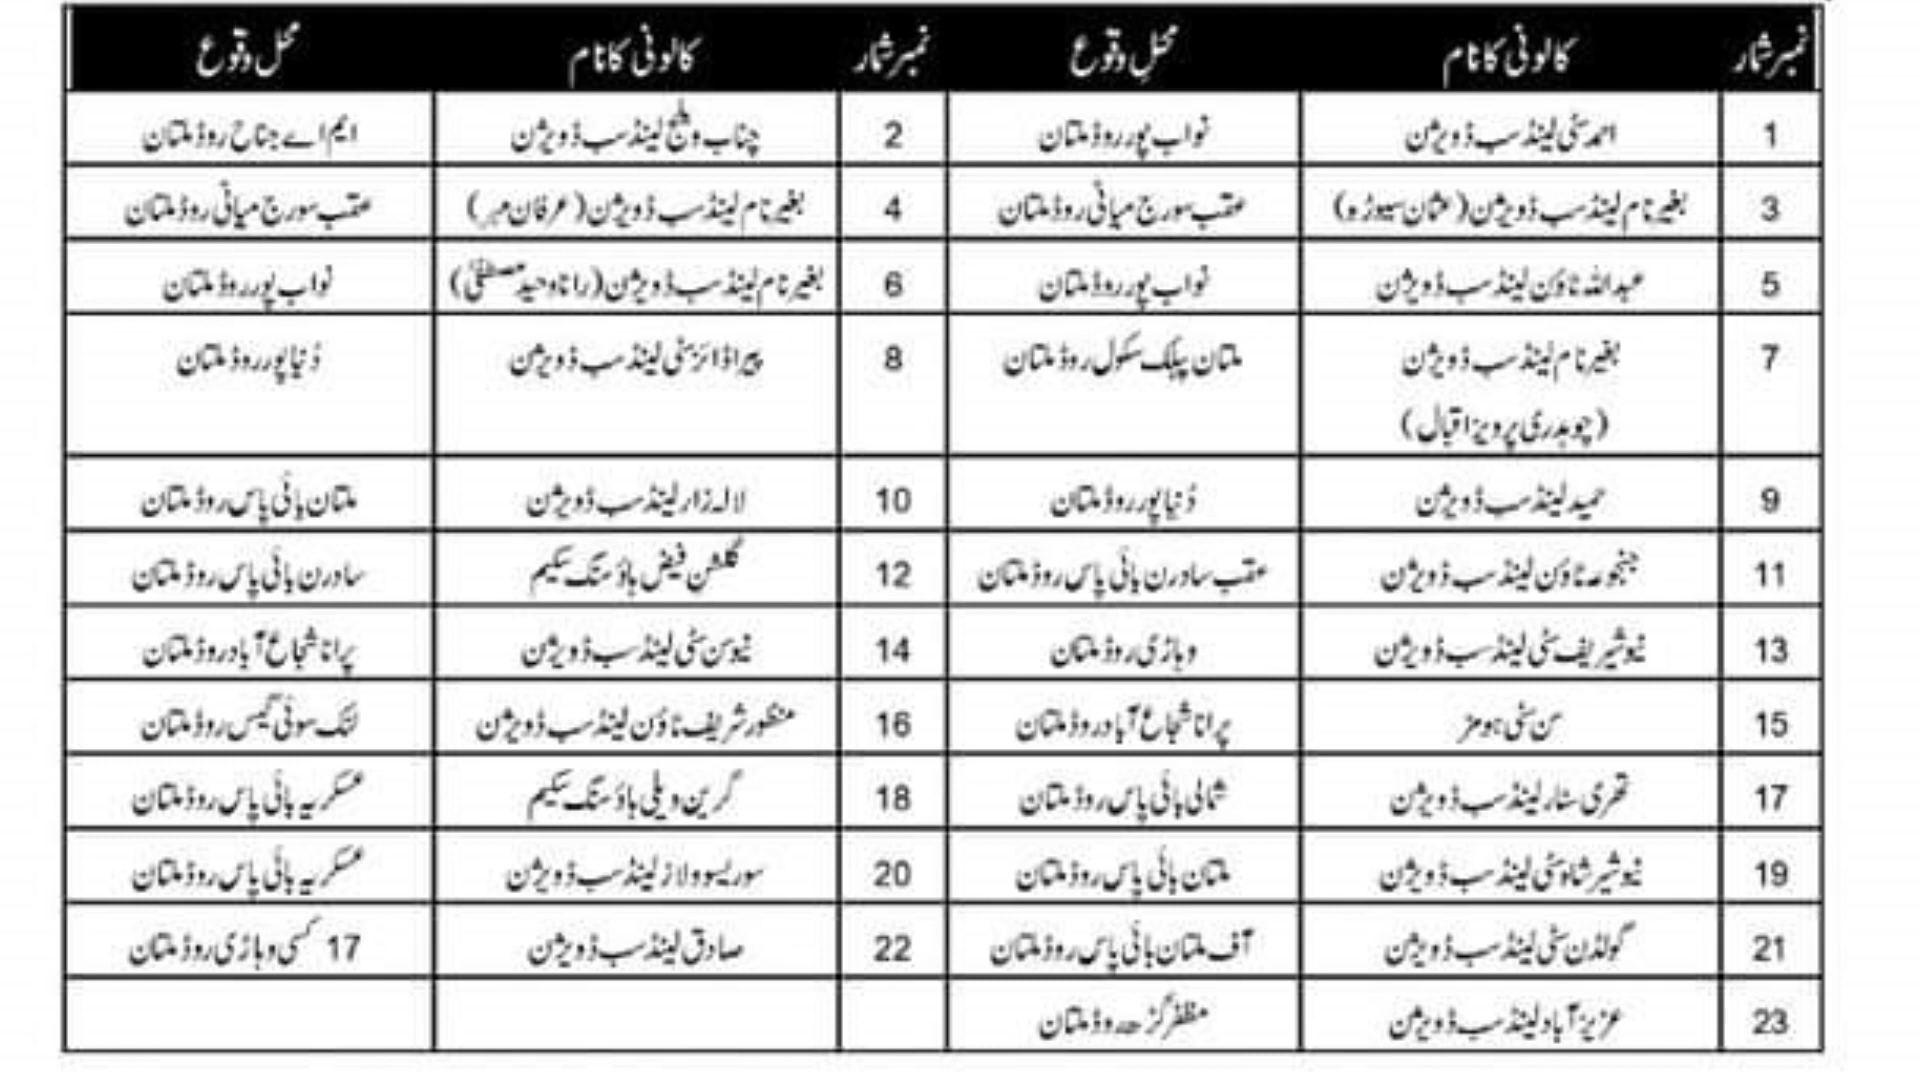 نمبر شمار کالونی کا نام محل وقوع نمبر شمار کالونی کا نام محل وقوع
1 احمد سٹی لینڈ سب ڈویژن نواب پور روڈ ملتان 2 چناب ویلج لینڈ سب ڈویژن ایم اے جناح روڈ ملتان
3 بغیر نام لینڈ سب ڈویژن (عثمان سیوڑہ) عقب سورج میانی روڈ ملتان 4 بغیر نام لینڈ سب ڈویژن (عرفان مہر) عقب سورج میانی روڈ ملتان
5 عبداللہ ٹاؤن لینڈ سب ڈویژن نواب پور روڈ ملتان 6 بغیر نام لینڈ سب ڈویژن (رانا وحید مصطفیٰ) نواب پور روڈ ملتان
7 بغیر نام لینڈ سب ڈویژن ملتان پبلک سکول روڈ ملتان 8 پیراڈائز سٹی لینڈ سب ڈویژن دُنیا پور روڈ ملتان
(چوہدری پرویز اقبال)
9 حمید لینڈ سب ڈویژن دُنیا پور روڈ ملتان 10 لالہ زار لینڈ سب ڈویژن ملتان بائی پاس روڈ ملتان
11 جنجوعہ ٹاؤن لینڈ سب ڈویژن عقب سادرن بائی پاس روڈ ملتان 12 گلشن فیض ہاؤسنگ سکیم سادرن بائی پاس روڈ ملتان
13 نیو شریف سٹی لینڈ سب ڈویژن وہاڑی روڈ ملتان 14 نیو سن سٹی لینڈ سب ڈویژن پرانا شجاع آباد روڈ ملتان
15 سن سٹی ہومز پرانا شجاع آباد روڈ ملتان 16 منظور شریف ٹاؤن لینڈ سب ڈویژن لنک سوئی گیس روڈ ملتان
17 تھری سٹار لینڈ سب ڈویژن شمالی بائی پاس روڈ ملتان 18 گرین ویلی ہاؤسنگ سکیم عسکریہ بائی پاس روڈ ملتان
19 نیو شیر شاہ سٹی لینڈ سب ڈویژن ملتان بائی پاس روڈ ملتان 20 سوریسو ولاز لینڈ سب ڈویژن عسکریہ بائی پاس روڈ ملتان
21 گولڈن سٹی لینڈ سب ڈویژن آف ملتان بائی پاس روڈ ملتان 22 صادق لینڈ سب ڈویژن 17 کسی وہاڑی روڈ ملتان
23 عزیز آباد لینڈ سب ڈویژن مظفر گڑھ روڈ ملتان